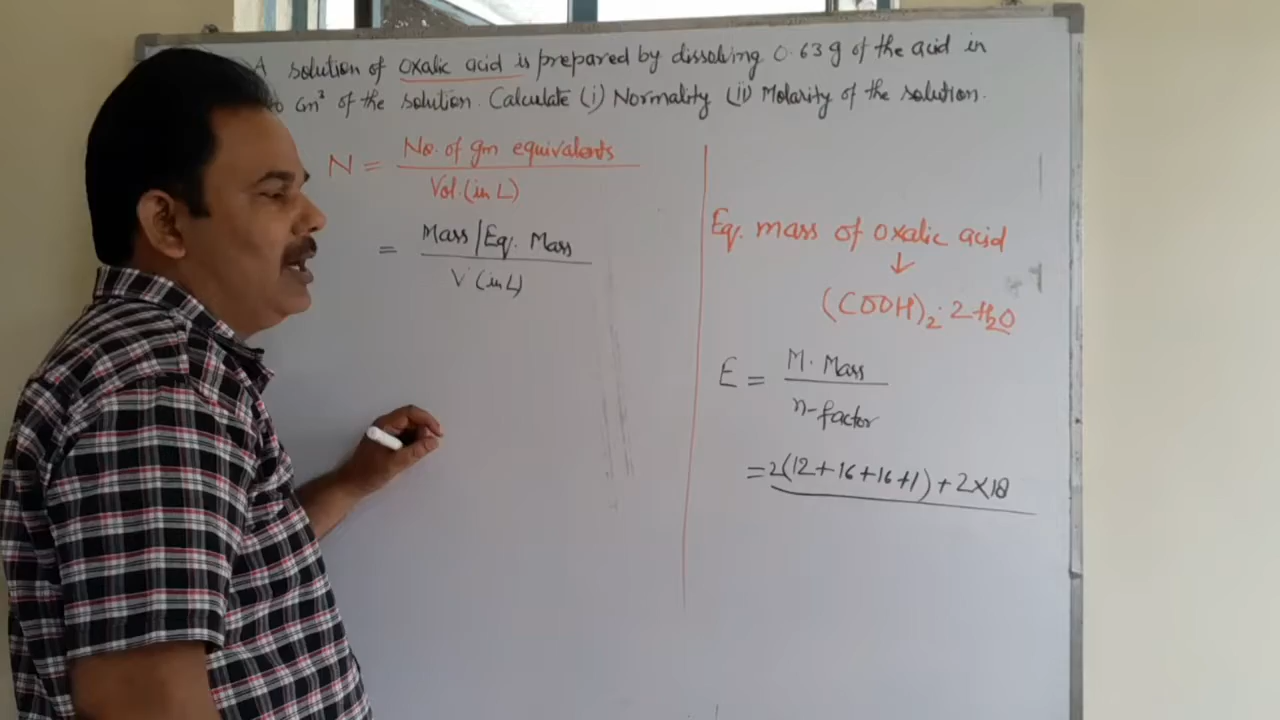 A solution of oxalic acid is prepared by dissolving 0.63 g of the acid in
cm³ of the solution. Calculate (i) Normality (ii) Molarity of the solution.
N = No. of gm equivalents / Vol. (in L)
= Mass/Eq. Mass / V (in L)
Eq. mass of oxalic acid
↓
(COOH)₂·2H₂O
E = M. Mass / n-factor
= 2(12+16+16+1)+2×18